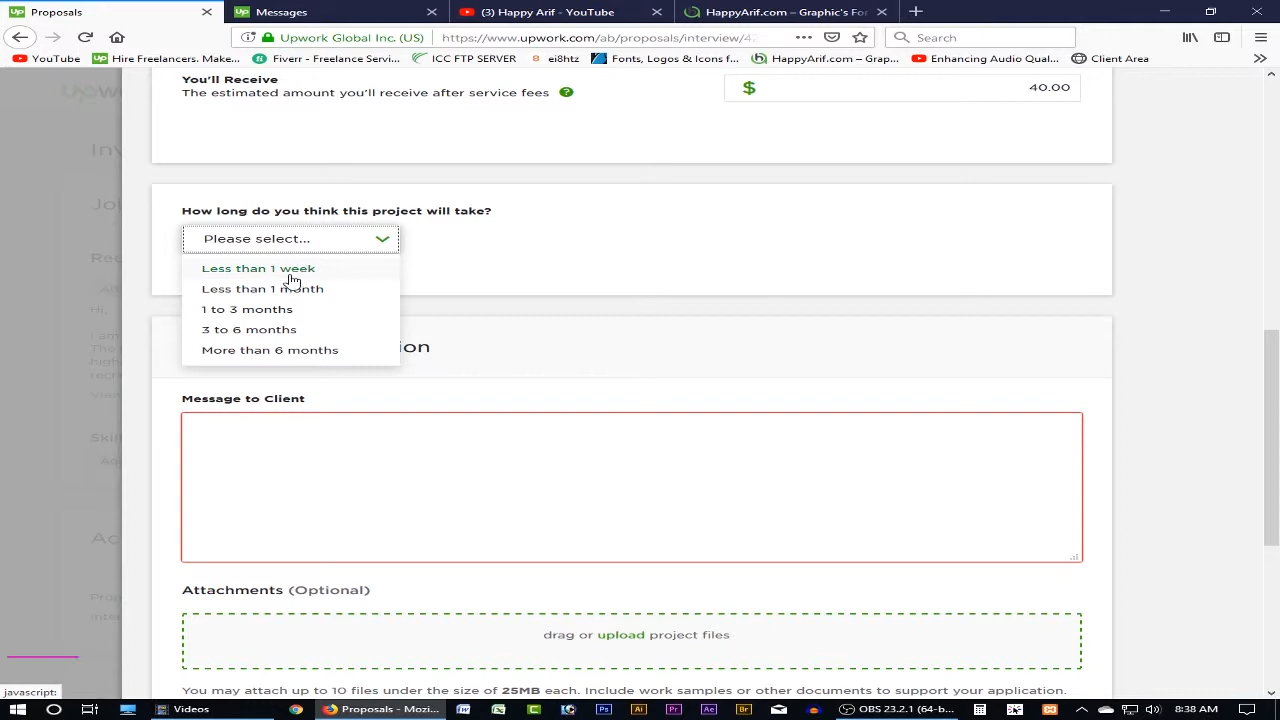 Proposals
Messages
(3) Happy Arif - YouTube
HappyArif.com – Graphic's For
Upwork Global Inc. (US)
https://www.upwork.com/ab/proposals/interview/42
Search
YouTube
Hire Freelancers. Make...
Fiverr - Freelance Servi...
ICC FTP SERVER
ei8htz
Fonts, Logos & Icons f...
HappyArif.com – Grap...
Enhancing Audio Qual...
Client Area
You'll Receive
The estimated amount you'll receive after service fees
?
$
40.00
How long do you think this project will take?
Please select...
Less than 1 week
Less than 1 month
1 to 3 months
3 to 6 months
More than 6 months
Message to Client
Attachments (Optional)
drag or upload project files
You may attach up to 10 files under the size of 25MB each. Include work samples or other documents to support your application.
javascript:
Videos
Proposals - Mozi...
OBS 23.2.1 (64-b...
8:38 AM